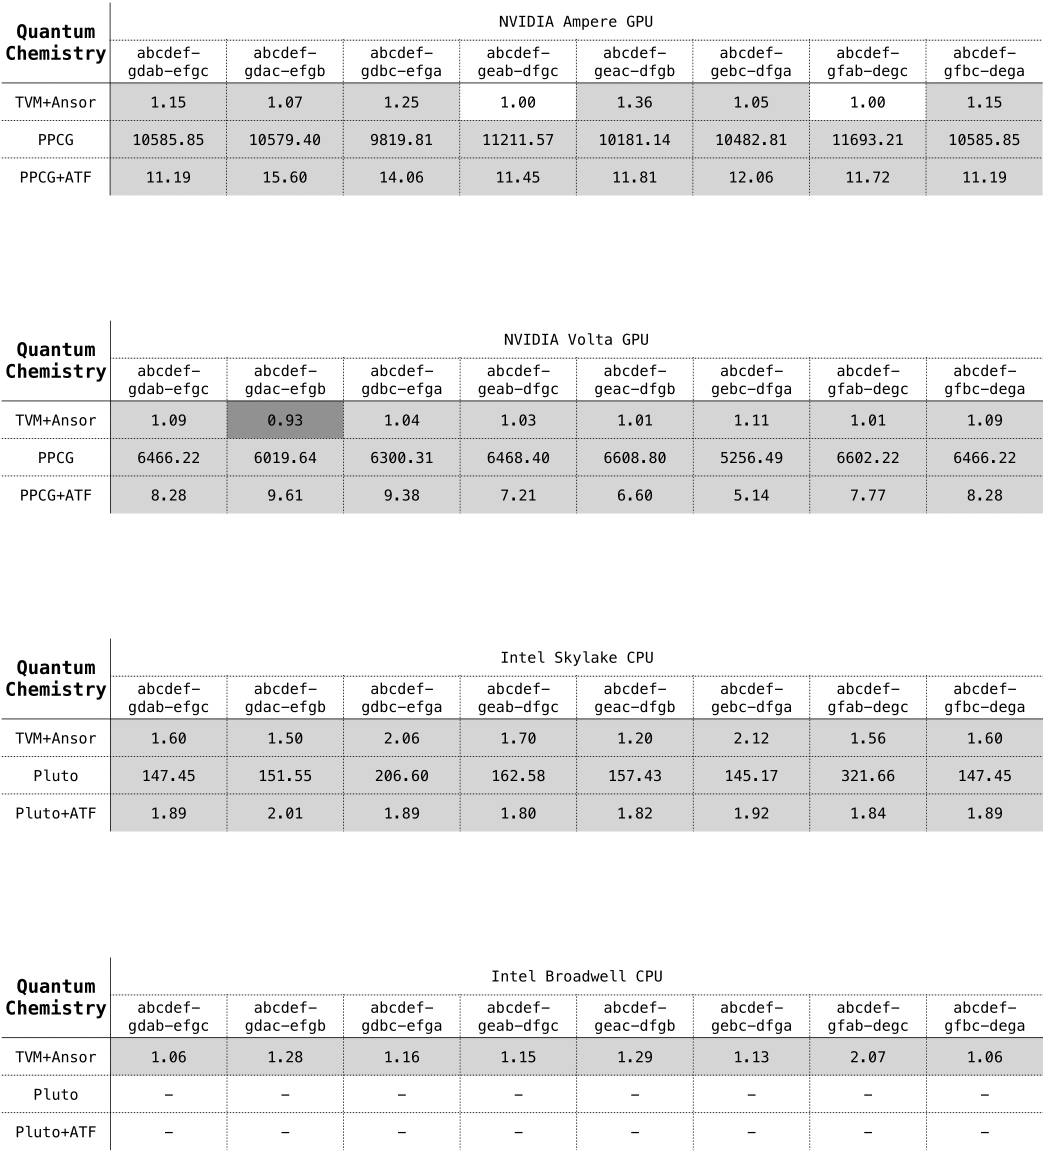 Quantum Chemistry
NVIDIA Ampere GPU
abcdef- abcdef- abcdef- abcdef- abcdef- abcdef- abcdef- abcdef-
gdab-efgc gdac-efgb gdbc-efga geab-dfgc geac-dfgb gebc-dfga gfab-degc gfbc-dega
TVM+Ansor 1.15 1.07 1.25 1.00 1.36 1.05 1.00 1.15
PPCG 10585.85 10579.40 9819.81 11211.57 10181.14 10482.81 11693.21 10585.85
PPCG+ATF 11.19 15.60 14.06 11.45 11.81 12.06 11.72 11.19
Quantum Chemistry
NVIDIA Volta GPU
abcdef- abcdef- abcdef- abcdef- abcdef- abcdef- abcdef- abcdef-
gdab-efgc gdac-efgb gdbc-efga geab-dfgc geac-dfgb gebc-dfga gfab-degc gfbc-dega
TVM+Ansor 1.09 0.93 1.04 1.03 1.01 1.11 1.01 1.09
PPCG 6466.22 6019.64 6300.31 6468.40 6608.80 5256.49 6602.22 6466.22
PPCG+ATF 8.28 9.61 9.38 7.21 6.60 5.14 7.77 8.28
Quantum Chemistry
Intel Skylake CPU
abcdef- abcdef- abcdef- abcdef- abcdef- abcdef- abcdef- abcdef-
gdab-efgc gdac-efgb gdbc-efga geab-dfgc geac-dfgb gebc-dfga gfab-degc gfbc-dega
TVM+Ansor 1.60 1.50 2.06 1.70 1.20 2.12 1.56 1.60
Pluto 147.45 151.55 206.60 162.58 157.43 145.17 321.66 147.45
Pluto+ATF 1.89 2.01 1.89 1.80 1.82 1.92 1.84 1.89
Quantum Chemistry
Intel Broadwell CPU
abcdef- abcdef- abcdef- abcdef- abcdef- abcdef- abcdef- abcdef-
gdab-efgc gdac-efgb gdbc-efga geab-dfgc geac-dfgb gebc-dfga gfab-degc gfbc-dega
TVM+Ansor 1.06 1.28 1.16 1.15 1.29 1.13 2.07 1.06
Pluto - - - - - - - -
Pluto+ATF - - - - - - - -